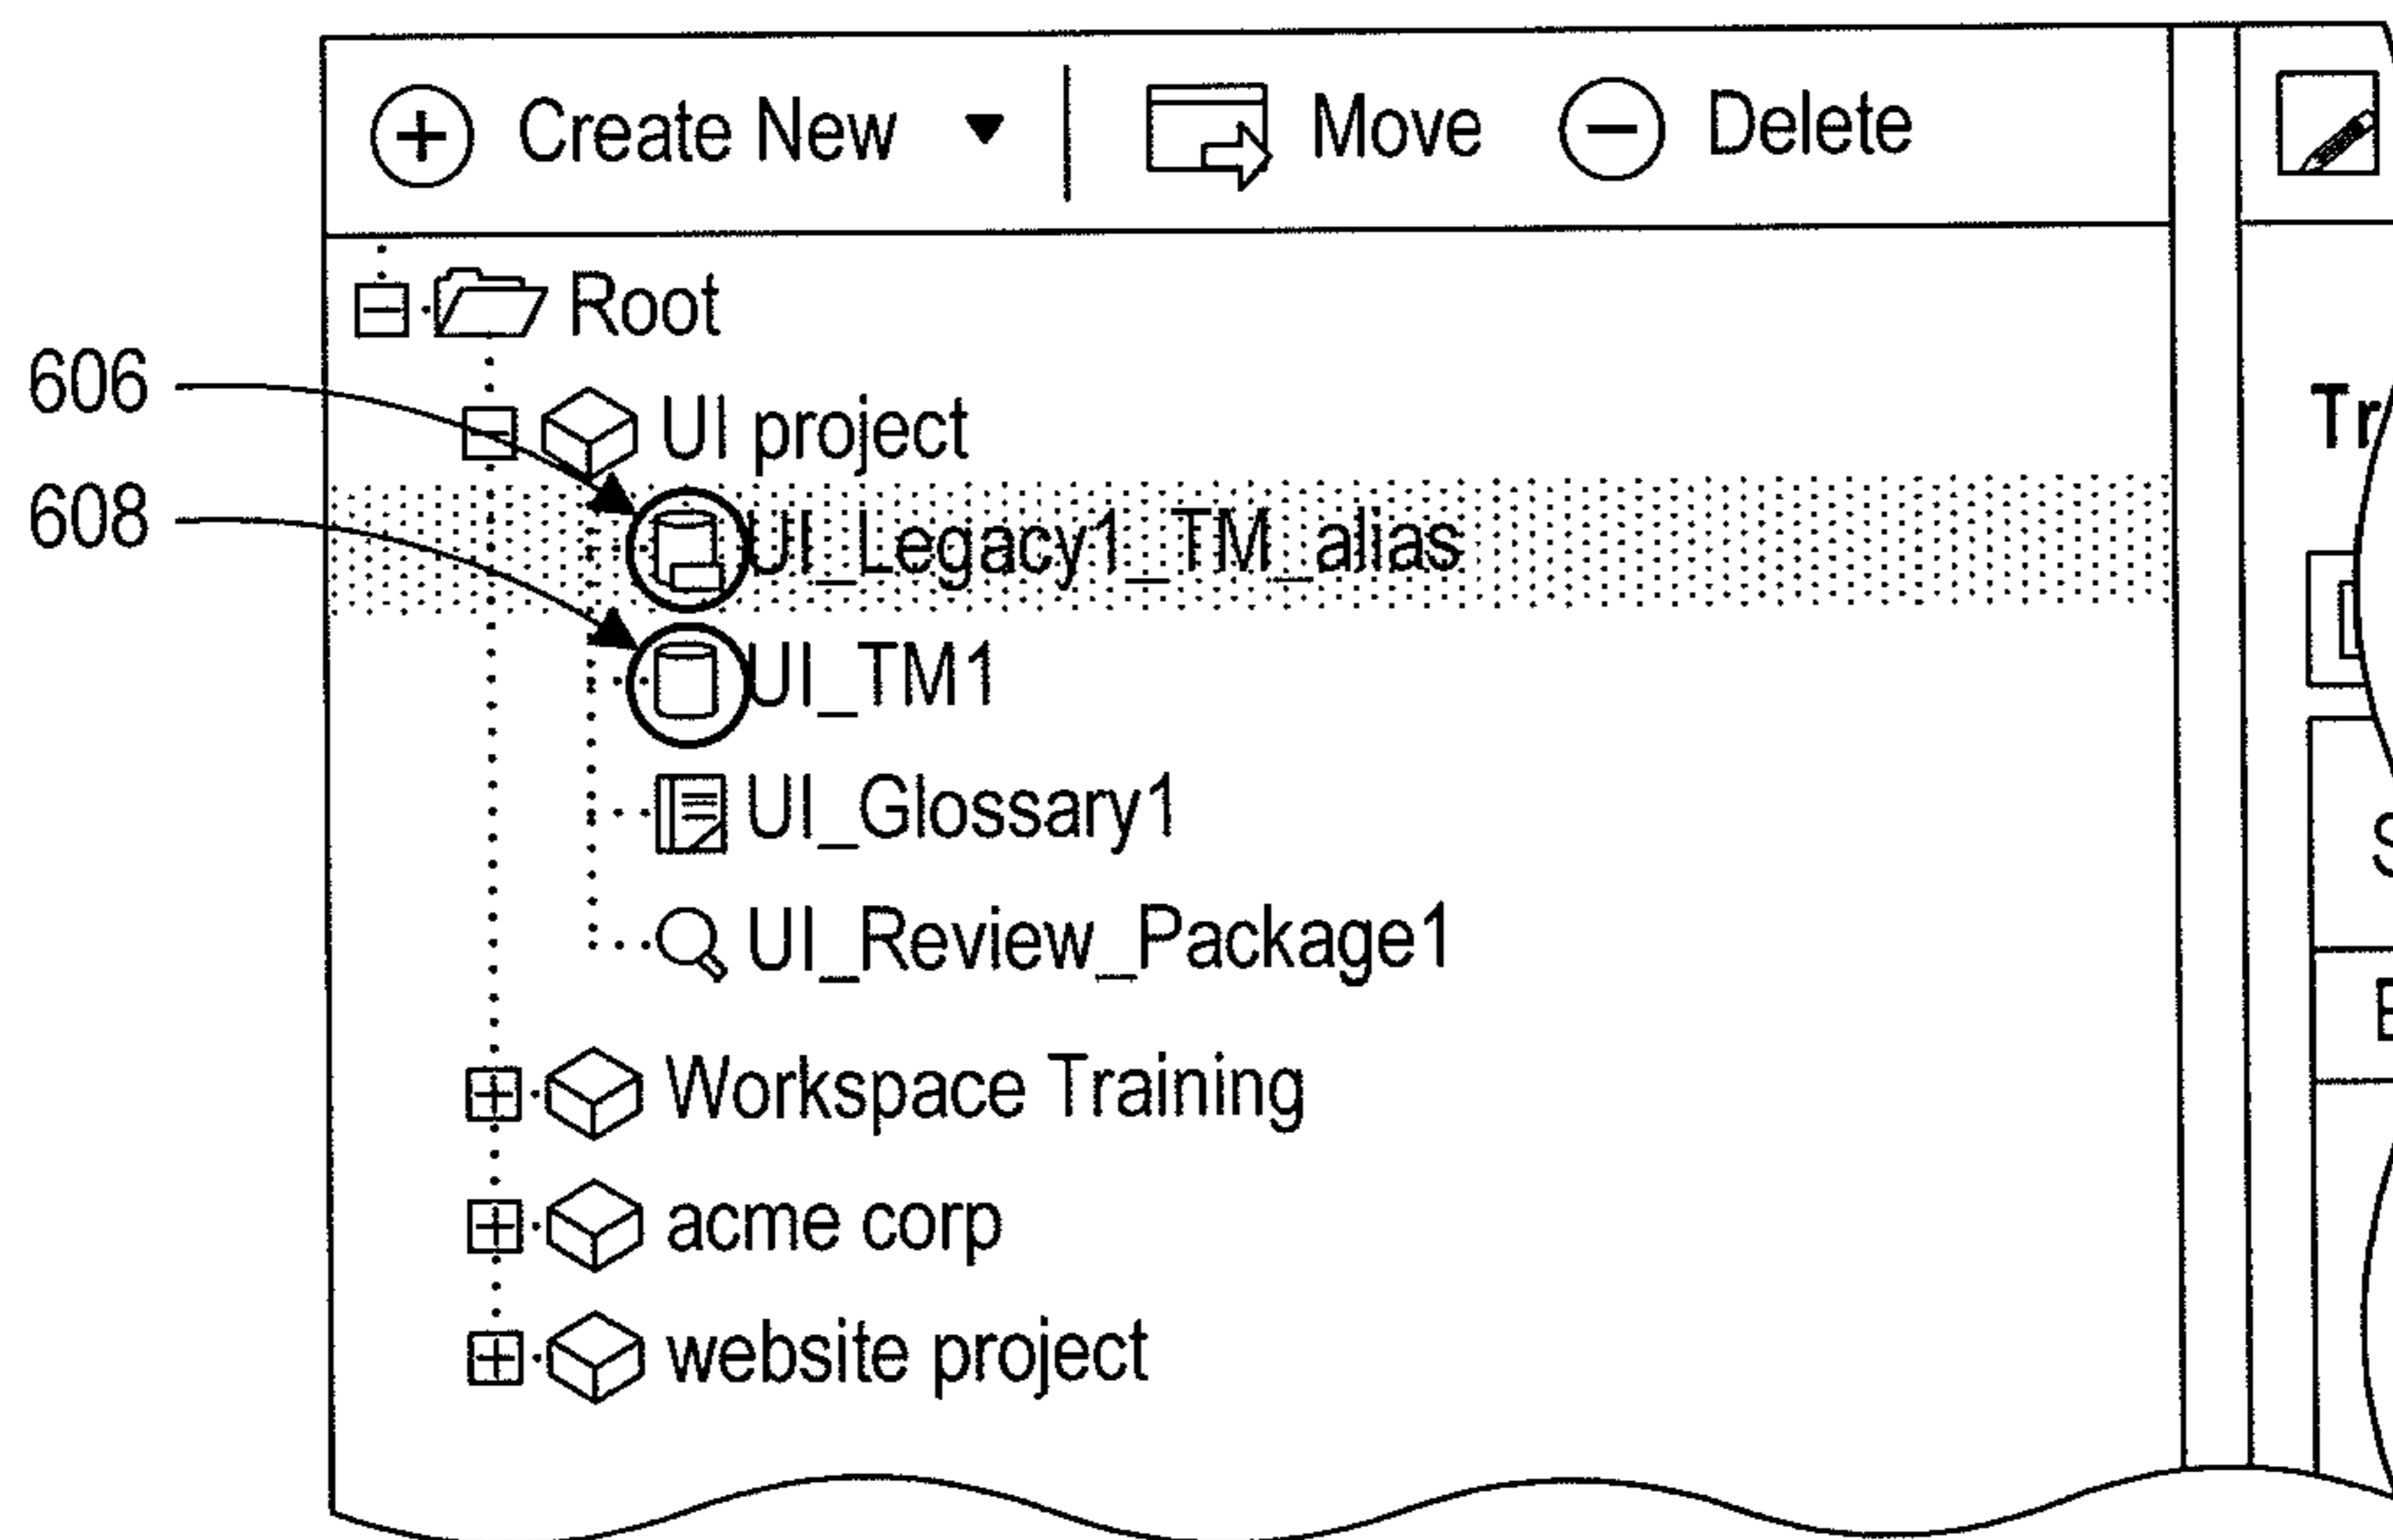 Create New Move Delete
Root
606
UI project
Tr
608
UI_Legacy1_TM_alias
UI_TM1
UI_Glossary1
UI_Review_Package1
Workspace Training
acme corp
website project